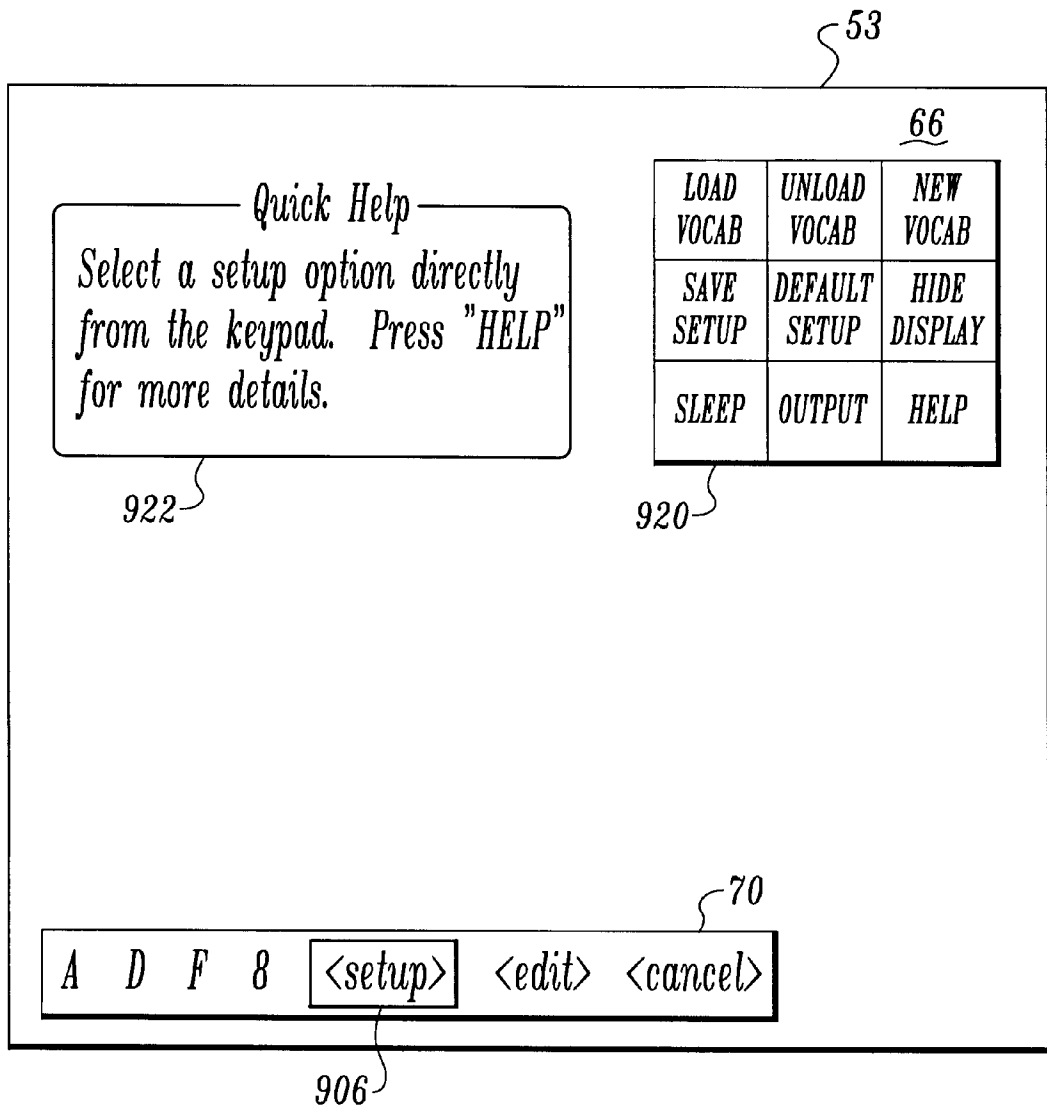 53
66
Quick Help
Select a setup option directly
from the keypad. Press "HELP"
for more details.
922
LOAD UNLOAD NEW
VOCAB VOCAB VOCAB
SAVE DEFAULT HIDE
SETUP SETUP DISPLAY
SLEEP OUTPUT HELP
920
70
A D F 8 <setup> <edit> <cancel>
906